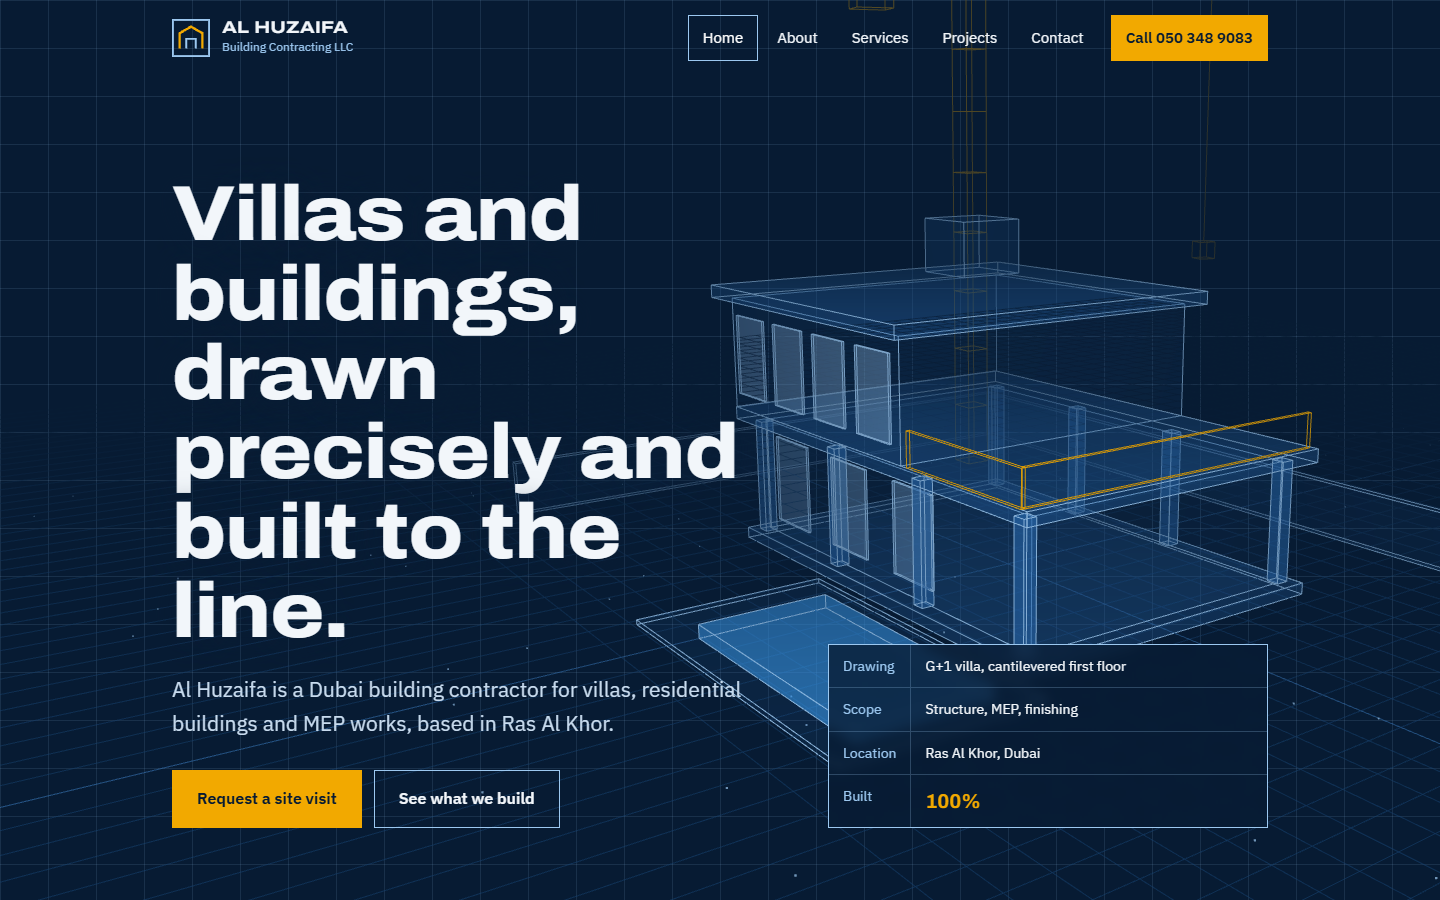 AL HUZAIFA
Building Contracting LLC
Home About Services Projects Contact Call 050 348 9083
Villas and
buildings,
drawn
precisely and
built to the
line.
Al Huzaifa is a Dubai building contractor for villas, residential
buildings and MEP works, based in Ras Al Khor.
Request a site visit See what we build
Drawing G+1 villa, cantilevered first floor
Scope Structure, MEP, finishing
Location Ras Al Khor, Dubai
Built 100%